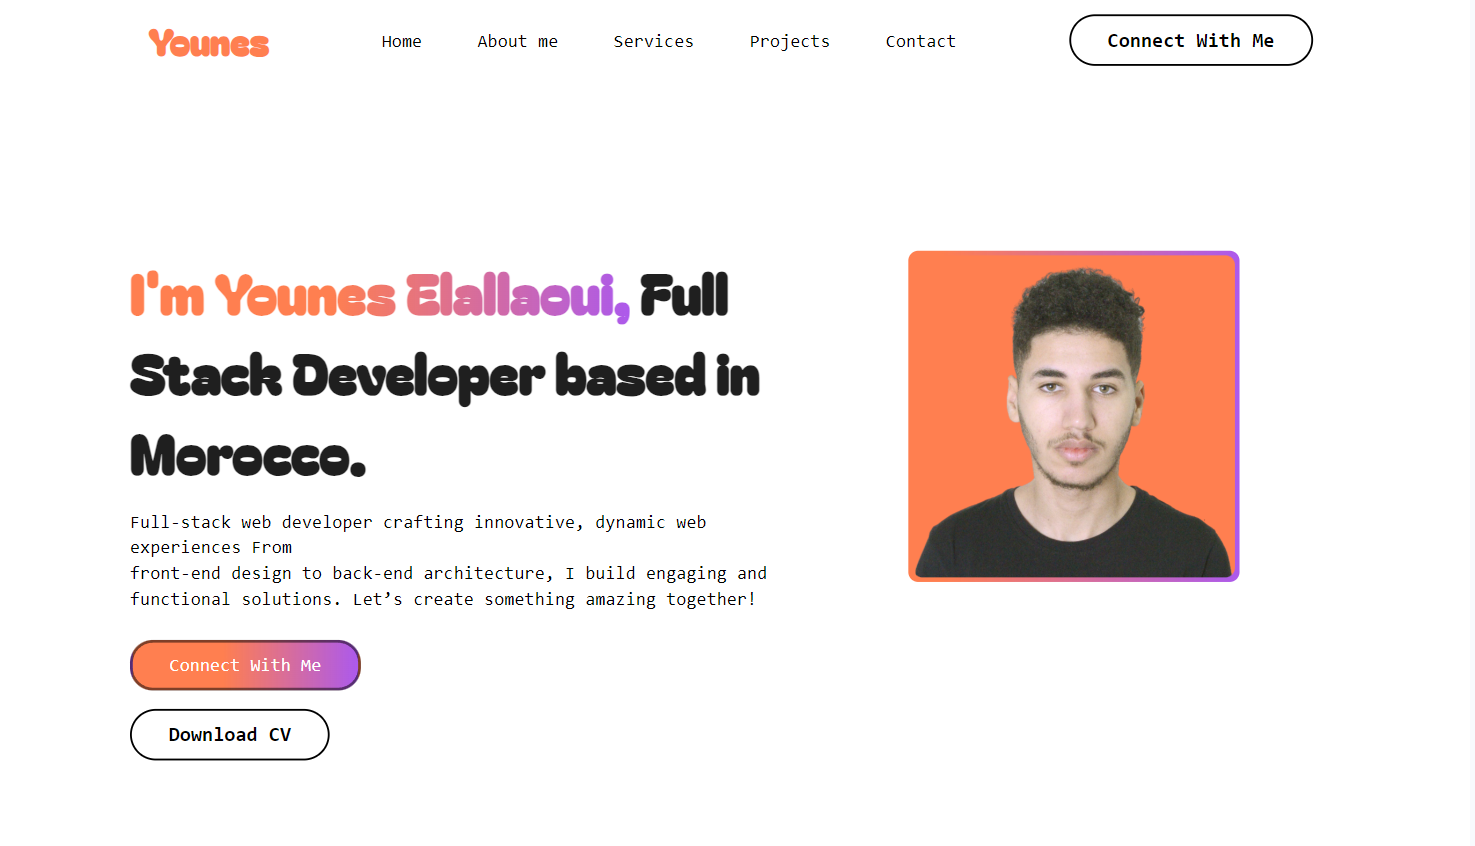 Younes
Home
About me
Services
Projects
Contact
Connect With Me
I'm Younes Elallaoui, Full
Stack Developer based in
Morocco.
Full-stack web developer crafting innovative, dynamic web
experiences From
front-end design to back-end architecture, I build engaging and
functional solutions. Let’s create something amazing together!
Connect With Me
Download CV